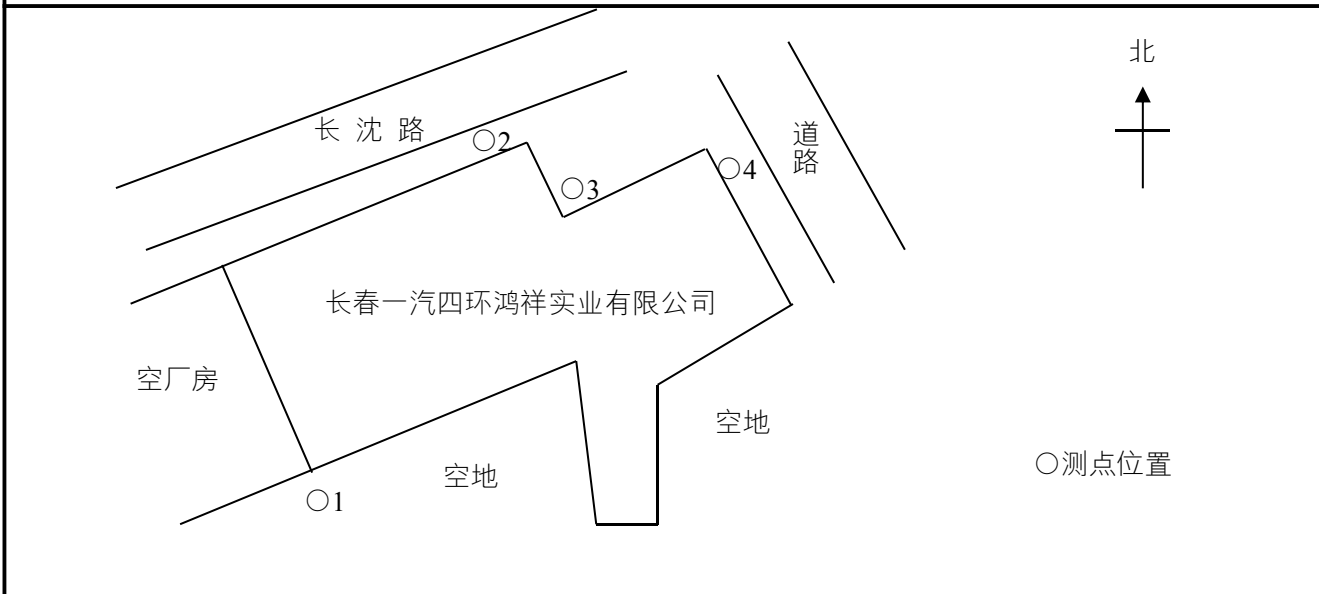 北
长 沈 路
○2
道路
○3
○4
长春一汽四环鸿祥实业有限公司
空厂房
空地
空地
○测点位置
○1